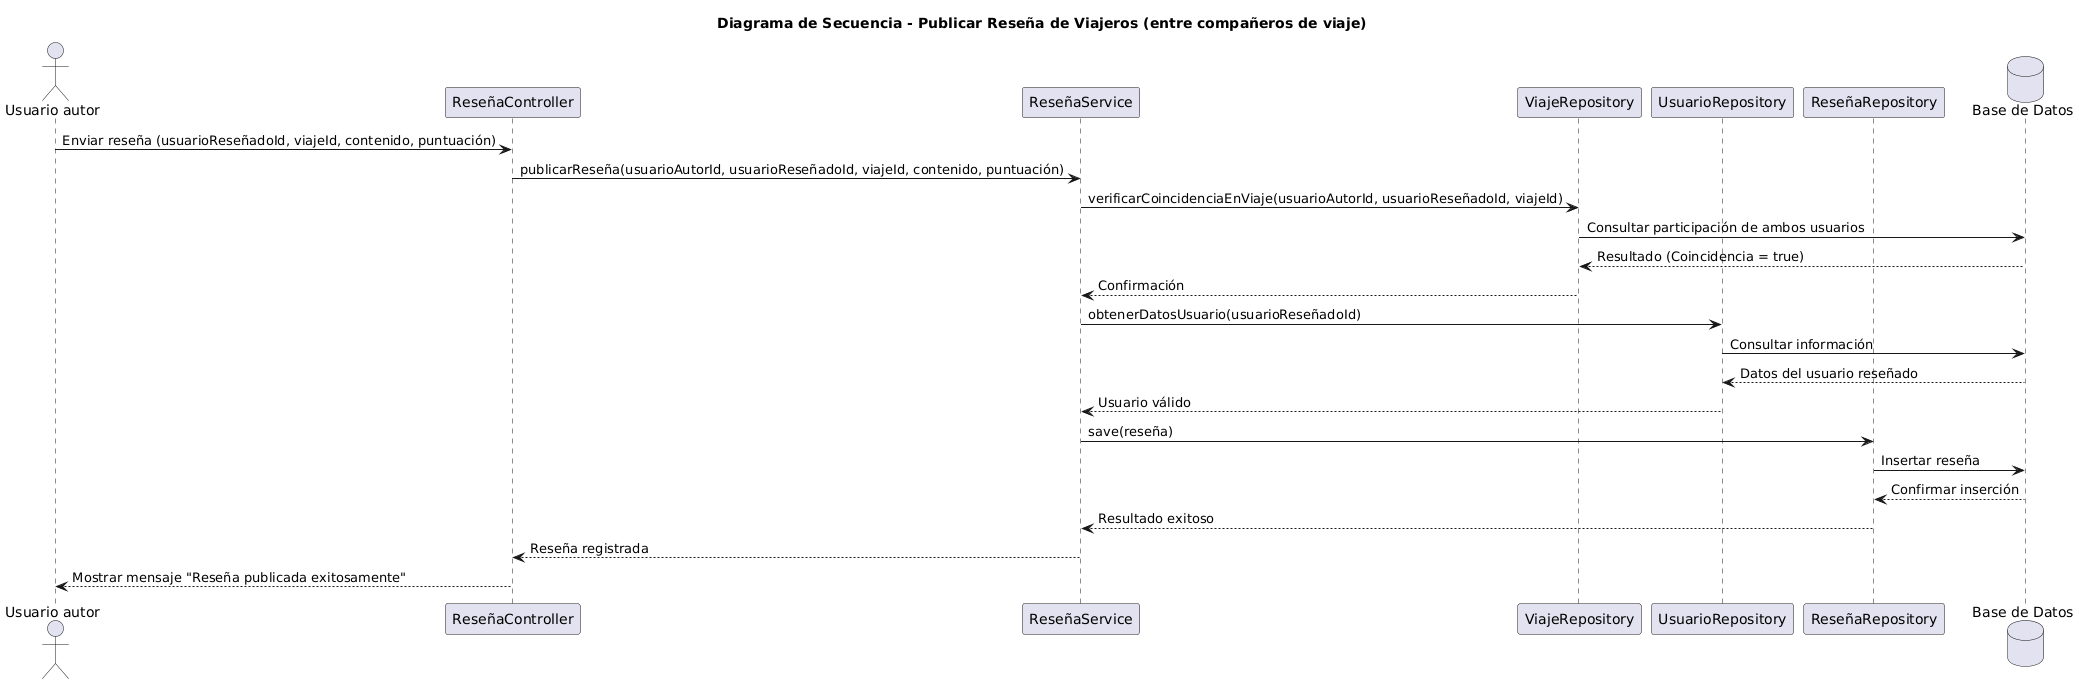 Diagrama de Secuencia - Publicar Reseña de Viajeros (entre compañeros de viaje)
Usuario autor
ReseñaController
ReseñaService
ViajeRepository
UsuarioRepository
ReseñaRepository
Base de Datos
Enviar reseña (usuarioReseñadoId, viajeId, contenido, puntuación)
publicarReseña(usuarioAutorId, usuarioReseñadoId, viajeId, contenido, puntuación)
verificarCoincidenciaEnViaje(usuarioAutorId, usuarioReseñadoId, viajeId)
Consultar participación de ambos usuarios
Resultado (Coincidencia = true)
Confirmación
obtenerDatosUsuario(usuarioReseñadoId)
Consultar información
Datos del usuario reseñado
Usuario válido
save(reseña)
Insertar reseña
Confirmar inserción
Resultado exitoso
Reseña registrada
Mostrar mensaje "Reseña publicada exitosamente"
Usuario autor
ReseñaController
ReseñaService
ViajeRepository
UsuarioRepository
ReseñaRepository
Base de Datos